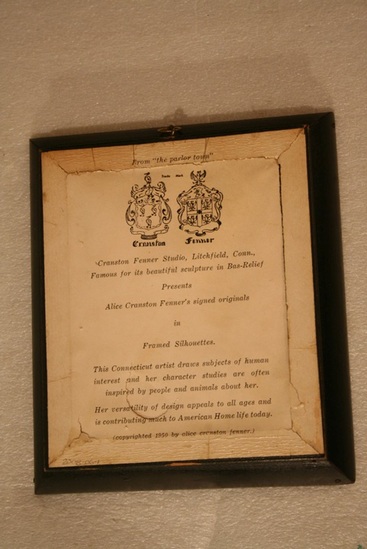 From "the parlor town"
Trade Mark
Cranston Fenner
Cranston Fenner Studio, Litchfield, Conn.,
Famous for its beautiful sculpture in Bas-Relief
Presents
Alice Cranston Fenner's signed originals
in
Framed Silhouettes.
This Connecticut artist draws subjects of human
interest and her character studies are often
inspired by people and animals about her.
Her versatility of design appeals to all ages and
is contributing much to American Home life today.
(copyrighted by alice cranston fenner.)